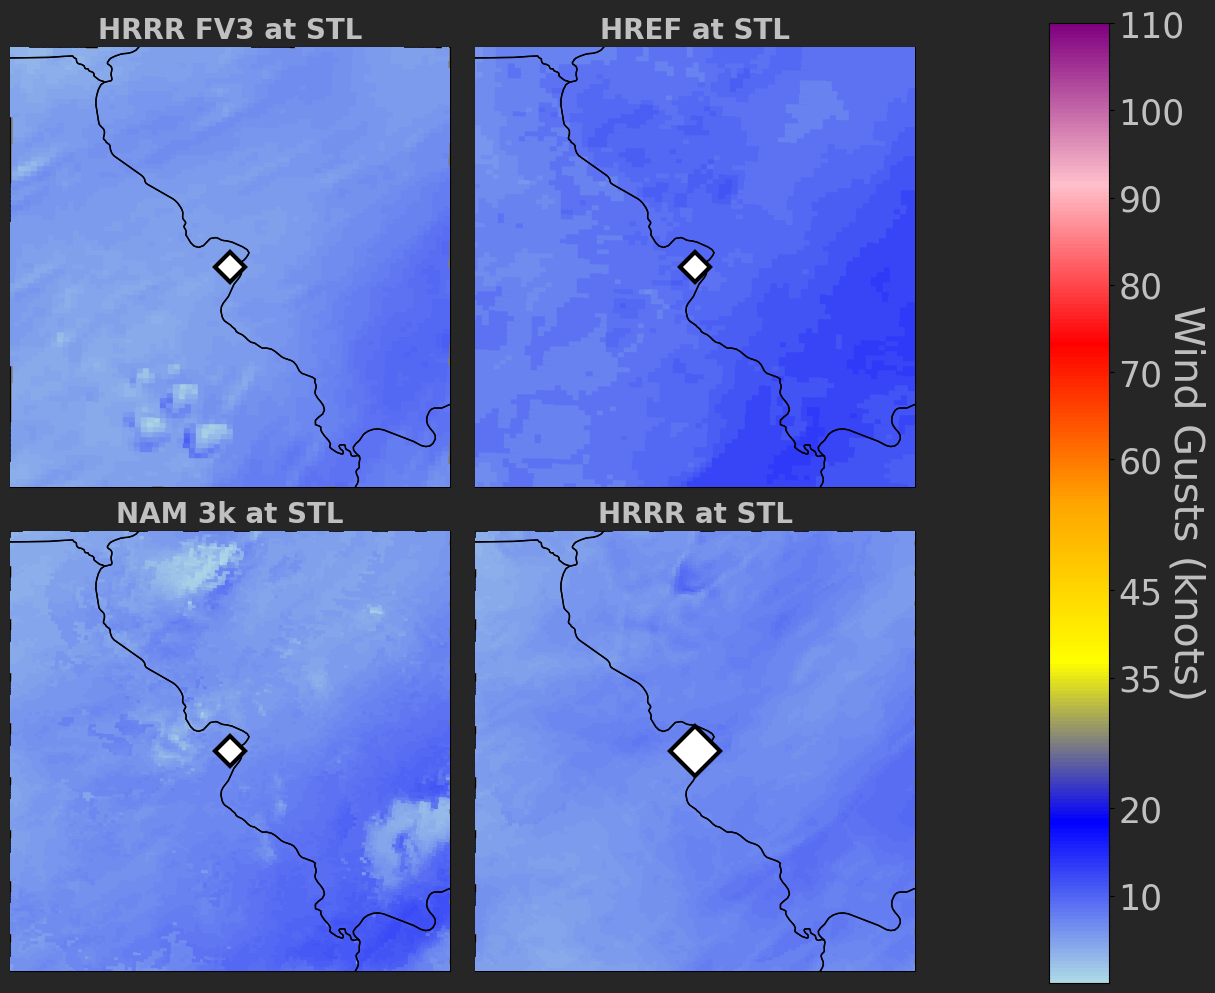 HRRR FV3 at STL
HREF at STL
NAM 3k at STL
HRRR at STL
110
100
90
80
70
60
45
35
20
10
Wind Gusts (knots)